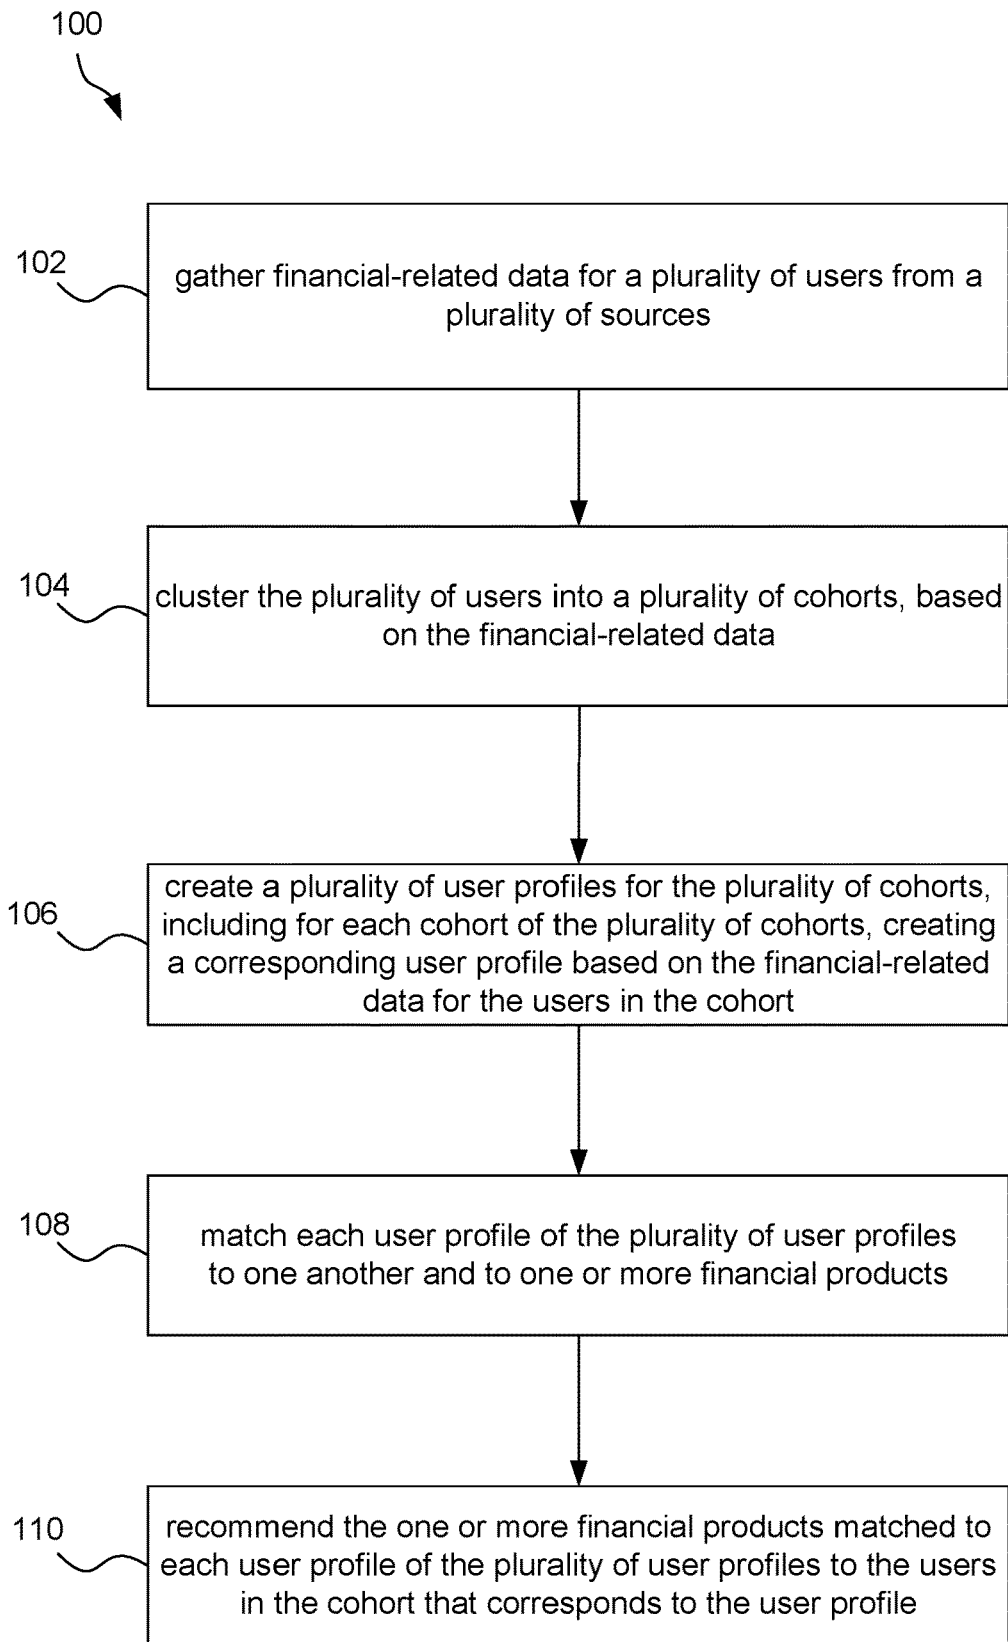 100
102
gather financial-related data for a plurality of users from a
plurality of sources
104
cluster the plurality of users into a plurality of cohorts, based
on the financial-related data
106
create a plurality of user profiles for the plurality of cohorts,
including for each cohort of the plurality of cohorts, creating
a corresponding user profile based on the financial-related
data for the users in the cohort
108
match each user profile of the plurality of user profiles
to one another and to one or more financial products
110
recommend the one or more financial products matched to
each user profile of the plurality of user profiles to the users
in the cohort that corresponds to the user profile